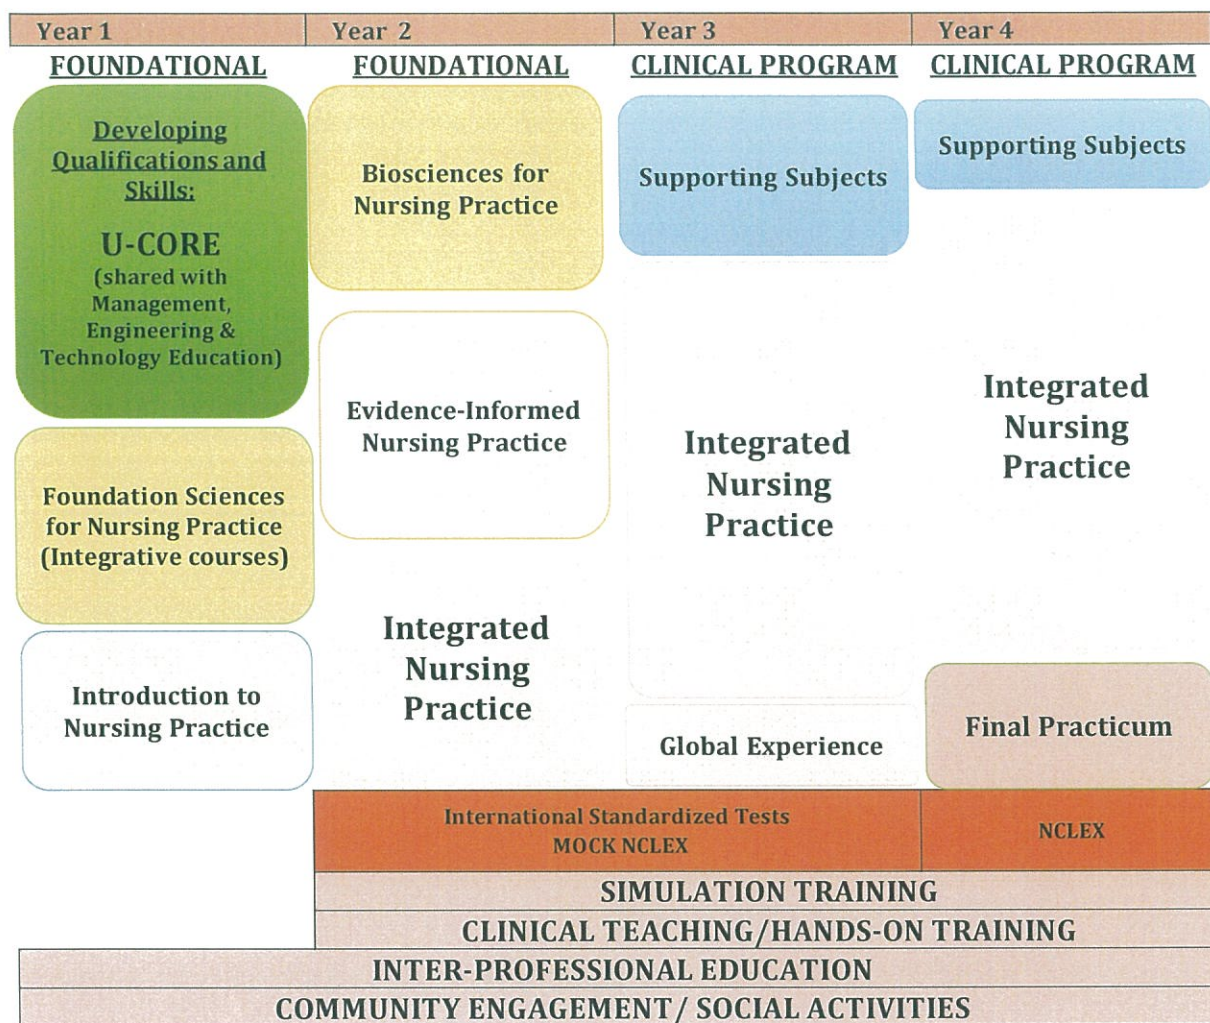 Year 1
Year 2
Year 3
Year 4
FOUNDATIONAL
FOUNDATIONAL
CLINICAL PROGRAM
CLINICAL PROGRAM
Developing
Qualifications and
Skills:
U-CORE
(shared with
Management,
Engineering &
Technology Education)
Foundation Sciences
for Nursing Practice
(Integrative courses)
Introduction to
Nursing Practice
Biosciences for
Nursing Practice
Evidence-Informed
Nursing Practice
Integrated
Nursing
Practice
Supporting Subjects
Integrated
Nursing
Practice
Global Experience
Supporting Subjects
Integrated
Nursing
Practice
Final Practicum
International Standardized Tests
MOCK NCLEX
NCLEX
SIMULATION TRAINING
CLINICAL TEACHING/HANDS-ON TRAINING
INTER-PROFESSIONAL EDUCATION
COMMUNITY ENGAGEMENT/ SOCIAL ACTIVITIES